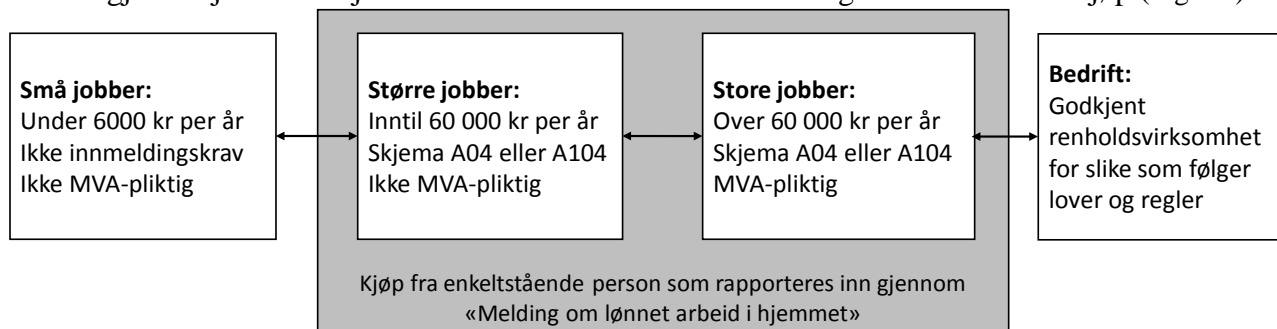 Små jobber:
Under 6000 kr per år
Ikke innmeldingskrav
Ikke MVA-pliktig
Større jobber:
Inntil 60 000 kr per år
Skjema A04 eller A104
Ikke MVA-pliktig
Store jobber:
Over 60 000 kr per år
Skjema A04 eller A104
MVA-pliktig
Bedrift:
Godkjent
renholdsvirksomhet
for slike som følger
lover og regler
Kjøp fra enkeltstående person som rapporteres inn gjennom
«Melding om lønnet arbeid i hjemmet»